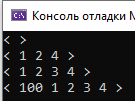 Консоль отладки M
< >
< 1 2 4 >
< 1 2 3 4 >
< 100 1 2 3 4 >